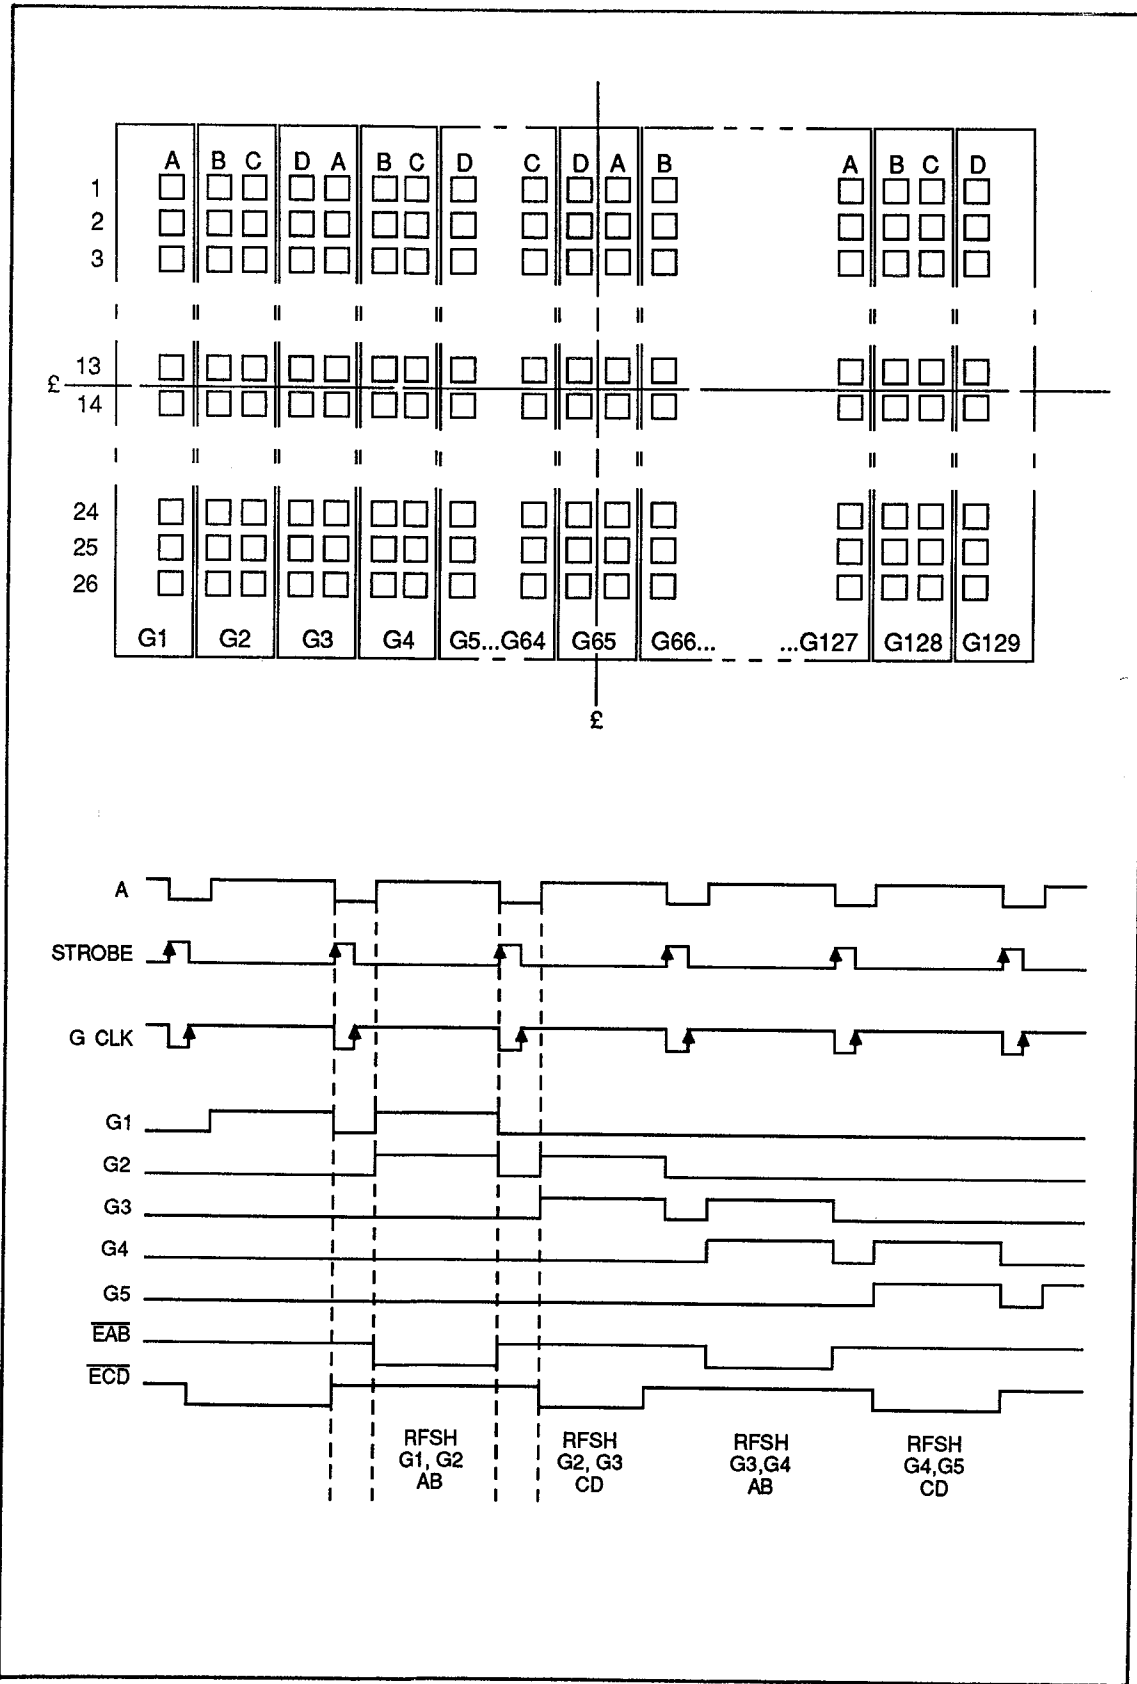 A B C D A B C D C D A B A B C D
1
2
3
13
£
14
24
25
26
G1 G2 G3 G4 G5...G64 G65 G66... ...G127 G128 G129
£
A
STROBE
G CLK
G1
G2
G3
G4
G5
EAB
ECD
RFSH
G1, G2
AB
RFSH
G2, G3
CD
RFSH
G3,G4
AB
RFSH
G4,G5
CD